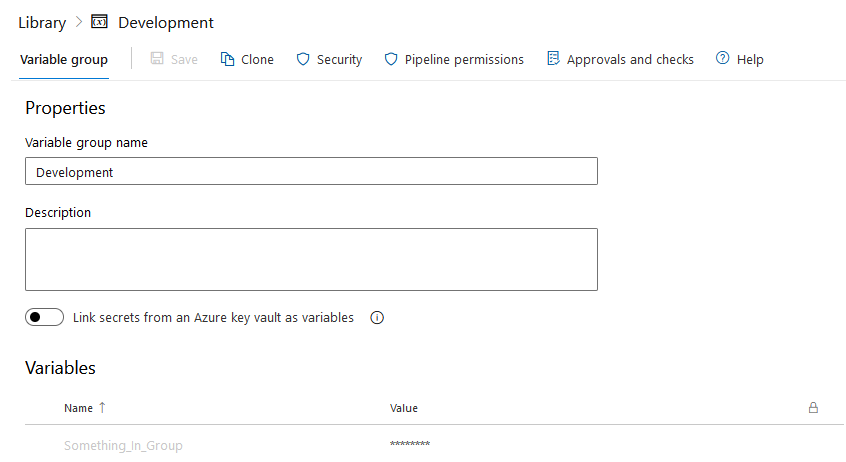 Library > Development
Variable group Save Clone Security Pipeline permissions Approvals and checks Help
Properties
Variable group name
Development
Description
Link secrets from an Azure key vault as variables
Variables
Name ↑ Value
Something_In_Group ********